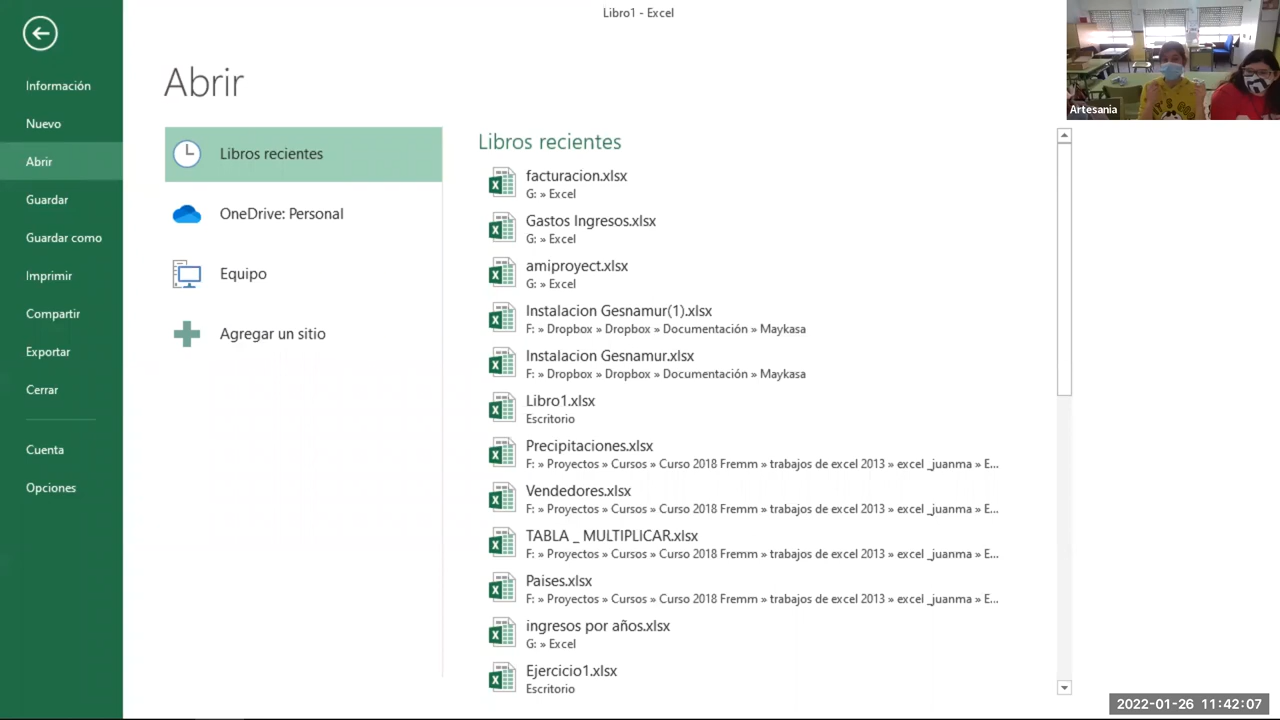 Libro1 - Excel
Información
Nuevo
Abrir
Guardar
Guardar como
Imprimir
Compartir
Exportar
Cerrar
Cuenta
Opciones
Abrir
Libros recientes
OneDrive: Personal
Equipo
Agregar un sitio
Libros recientes
facturacion.xlsx
G: » Excel
Gastos Ingresos.xlsx
G: » Excel
amiproyect.xlsx
G: » Excel
Instalacion Gesnamur(1).xlsx
F: » Dropbox » Dropbox » Documentación » Maykasa
Instalacion Gesnamur.xlsx
F: » Dropbox » Dropbox » Documentación » Maykasa
Libro1.xlsx
Escritorio
Precipitaciones.xlsx
F: » Proyectos » Cursos » Curso 2018 Fremm » trabajos de excel 2013 » excel _juanma » E...
Vendedores.xlsx
F: » Proyectos » Cursos » Curso 2018 Fremm » trabajos de excel 2013 » excel _juanma » E...
TABLA _ MULTIPLICAR.xlsx
F: » Proyectos » Cursos » Curso 2018 Fremm » trabajos de excel 2013 » excel _juanma » E...
Paises.xlsx
F: » Proyectos » Cursos » Curso 2018 Fremm » trabajos de excel 2013 » excel _juanma » E...
ingresos por años.xlsx
G: » Excel
Ejercicio1.xlsx
Escritorio
Artesania
2022-01-26 11:42:07